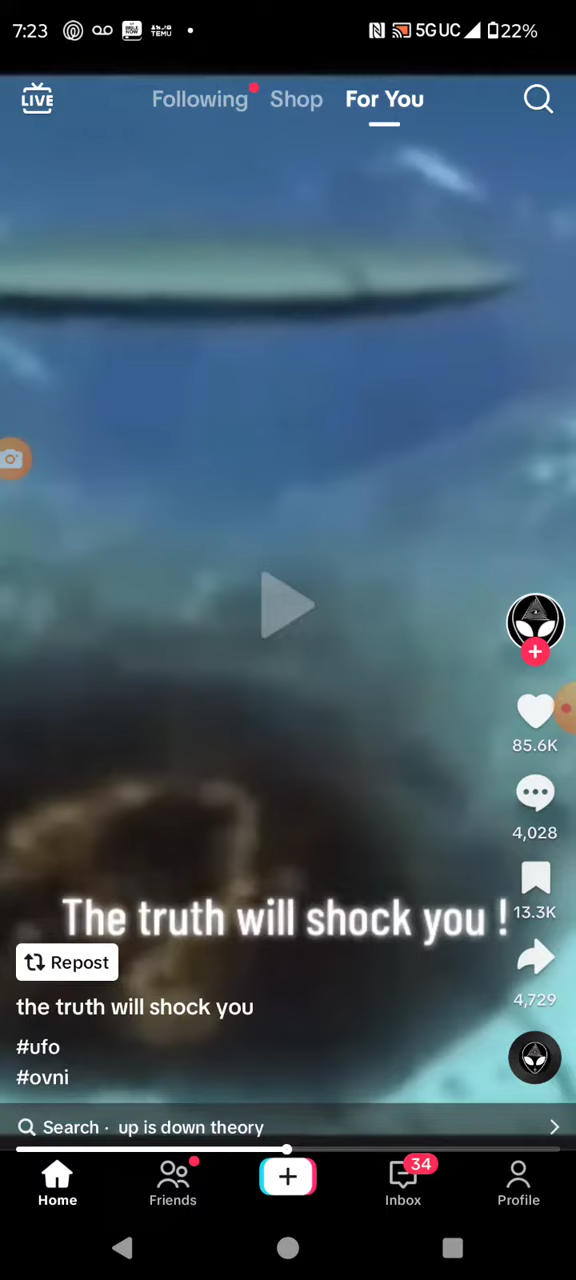 7:23
TEMU
5G UC
22%
LIVE
Following
Shop
For You
85.6K
4,028
The truth will shock you !
13.3K
Repost
4,729
the truth will shock you
#ufo
#ovni
Search · up is down theory
Home
Friends
34
Inbox
Profile